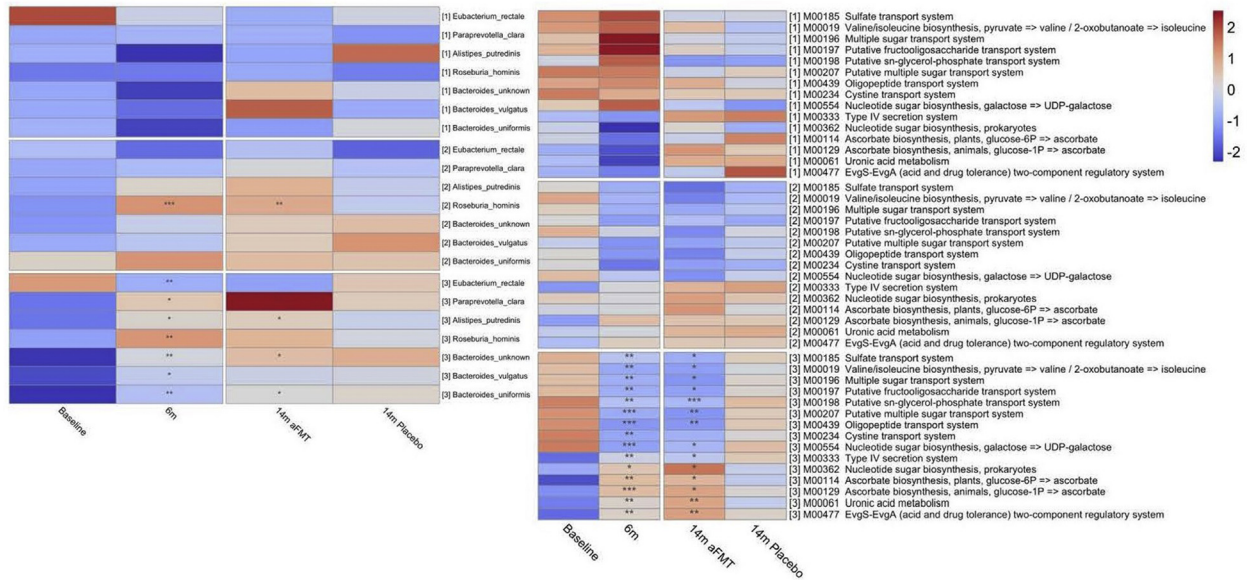 [1] Eubacterium_rectale
[1] Paraprevotella_clara
[1] Alistipes_putredinis
[1] Roseburia_hominis
[1] Bacteroides_unknown
[1] Bacteroides_vulgatus
[1] Bacteroides_uniformis
[2] Eubacterium_rectale
[2] Paraprevotella_clara
[2] Alistipes_putredinis
*** ** [2] Roseburia_hominis
[2] Bacteroides_unknown
[2] Bacteroides_vulgatus
[2] Bacteroides_uniformis
** [3] Eubacterium_rectale
* [3] Paraprevotella_clara
* * [3] Alistipes_putredinis
** [3] Roseburia_hominis
** * [3] Bacteroides_unknown
* [3] Bacteroides_vulgatus
** * [3] Bacteroides_uniformis
Baseline
6m
14m aFMT
14m Placebo
[1] M00185 Sulfate transport system
[1] M00019 Valine/isoleucine biosynthesis, pyruvate => valine / 2-oxobutanoate => isoleucine
[1] M00196 Multiple sugar transport system
[1] M00197 Putative fructooligosaccharide transport system
[1] M00198 Putative sn-glycerol-phosphate transport system
[1] M00207 Putative multiple sugar transport system
[1] M00439 Oligopeptide transport system
[1] M00234 Cystine transport system
[1] M00554 Nucleotide sugar biosynthesis, galactose => UDP-galactose
[1] M00333 Type IV secretion system
[1] M00362 Nucleotide sugar biosynthesis, prokaryotes
[1] M00114 Ascorbate biosynthesis, plants, glucose-6P => ascorbate
[1] M00129 Ascorbate biosynthesis, animals, glucose-1P => ascorbate
[1] M00061 Uronic acid metabolism
[1] M00477 EvgS-EvgA (acid and drug tolerance) two-component regulatory system
[2] M00185 Sulfate transport system
[2] M00019 Valine/isoleucine biosynthesis, pyruvate => valine / 2-oxobutanoate => isoleucine
[2] M00196 Multiple sugar transport system
[2] M00197 Putative fructooligosaccharide transport system
[2] M00198 Putative sn-glycerol-phosphate transport system
[2] M00207 Putative multiple sugar transport system
[2] M00439 Oligopeptide transport system
[2] M00234 Cystine transport system
[2] M00554 Nucleotide sugar biosynthesis, galactose => UDP-galactose
[2] M00333 Type IV secretion system
[2] M00362 Nucleotide sugar biosynthesis, prokaryotes
[2] M00114 Ascorbate biosynthesis, plants, glucose-6P => ascorbate
[2] M00129 Ascorbate biosynthesis, animals, glucose-1P => ascorbate
[2] M00061 Uronic acid metabolism
[2] M00477 EvgS-EvgA (acid and drug tolerance) two-component regulatory system
** * [3] M00185 Sulfate transport system
** * [3] M00019 Valine/isoleucine biosynthesis, pyruvate => valine / 2-oxobutanoate => isoleucine
** * [3] M00196 Multiple sugar transport system
** * [3] M00197 Putative fructooligosaccharide transport system
** *** [3] M00198 Putative sn-glycerol-phosphate transport system
*** ** [3] M00207 Putative multiple sugar transport system
*** ** [3] M00439 Oligopeptide transport system
** [3] M00234 Cystine transport system
*** * [3] M00554 Nucleotide sugar biosynthesis, galactose => UDP-galactose
** * [3] M00333 Type IV secretion system
* * [3] M00362 Nucleotide sugar biosynthesis, prokaryotes
** * [3] M00114 Ascorbate biosynthesis, plants, glucose-6P => ascorbate
*** * [3] M00129 Ascorbate biosynthesis, animals, glucose-1P => ascorbate
** ** [3] M00061 Uronic acid metabolism
** ** [3] M00477 EvgS-EvgA (acid and drug tolerance) two-component regulatory system
Baseline
6m
14m aFMT
14m Placebo
2
1
0
-1
-2